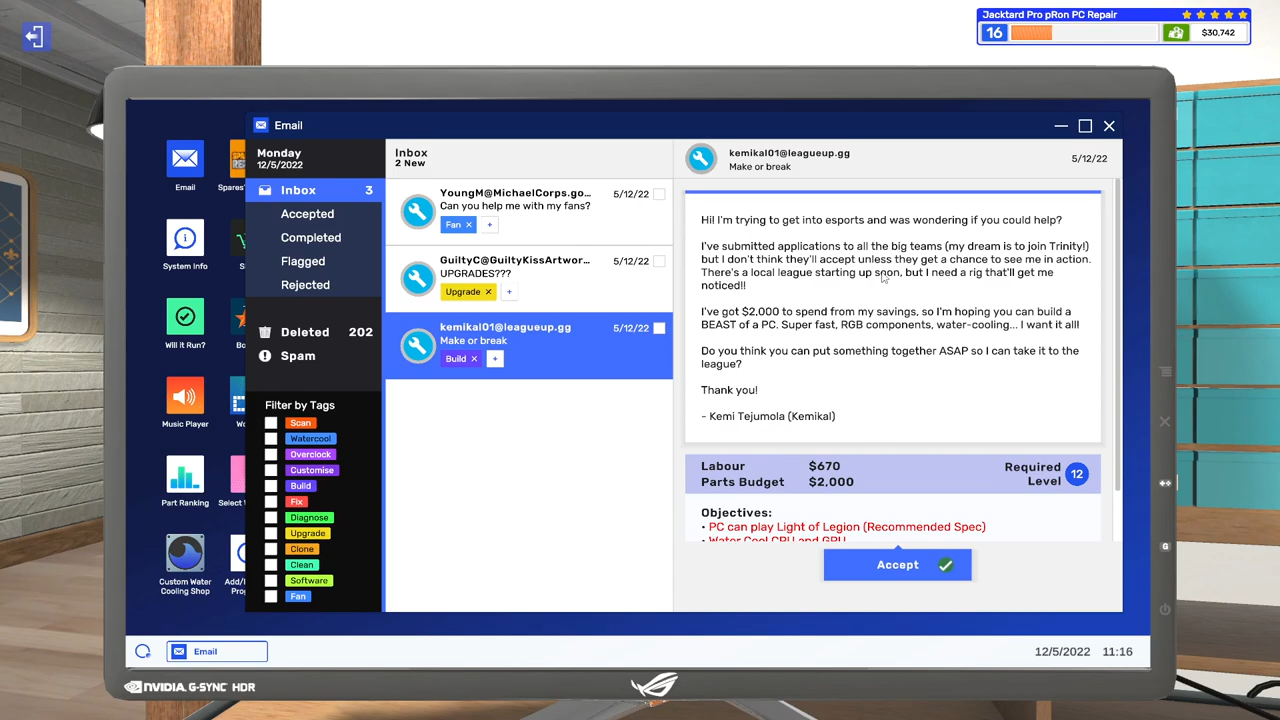 Jacktard Pro pRon PC Repair
16
$30,742
Email
Monday
12/5/2022
Inbox 3
Accepted
Completed
Flagged
Rejected
Deleted 202
Spam
Filter by Tags
Scan
Watercool
Overclock
Customise
Build
Fix
Diagnose
Upgrade
Clone
Clean
Software
Fan
Inbox
2 New
YoungM@MichaelCorps.go... 5/12/22
Can you help me with my fans?
Fan × +
GuiltyC@GuiltyKissArtwor... 5/12/22
UPGRADES???
Upgrade × +
kemikal01@leagueup.gg 5/12/22
Make or break
Build × +
kemikal01@leagueup.gg
Make or break
5/12/22
Hi! I'm trying to get into esports and was wondering if you could help?
I've submitted applications to all the big teams (my dream is to join Trinity!)
but I don't think they'll accept unless they get a chance to see me in action.
There's a local league starting up soon, but I need a rig that'll get me
noticed!!
I've got $2,000 to spend from my savings, so I'm hoping you can build a
BEAST of a PC. Super fast, RGB components, water-cooling... I want it all!
Do you think you can put something together ASAP so I can take it to the
league?
Thank you!
- Kemi Tejumola (Kemikal)
Labour $670
Parts Budget $2,000
Required
Level 12
Objectives:
• PC can play Light of Legion (Recommended Spec)
• Water Cool CPU and GPU
Accept
Email
Spares'
System Info
S
Will it Run?
Bo
Music Player
Wo
Part Ranking
Select
Custom Water
Cooling Shop
Add/
Prog
Email
12/5/2022 11:16
NVIDIA G-SYNC HDR
G